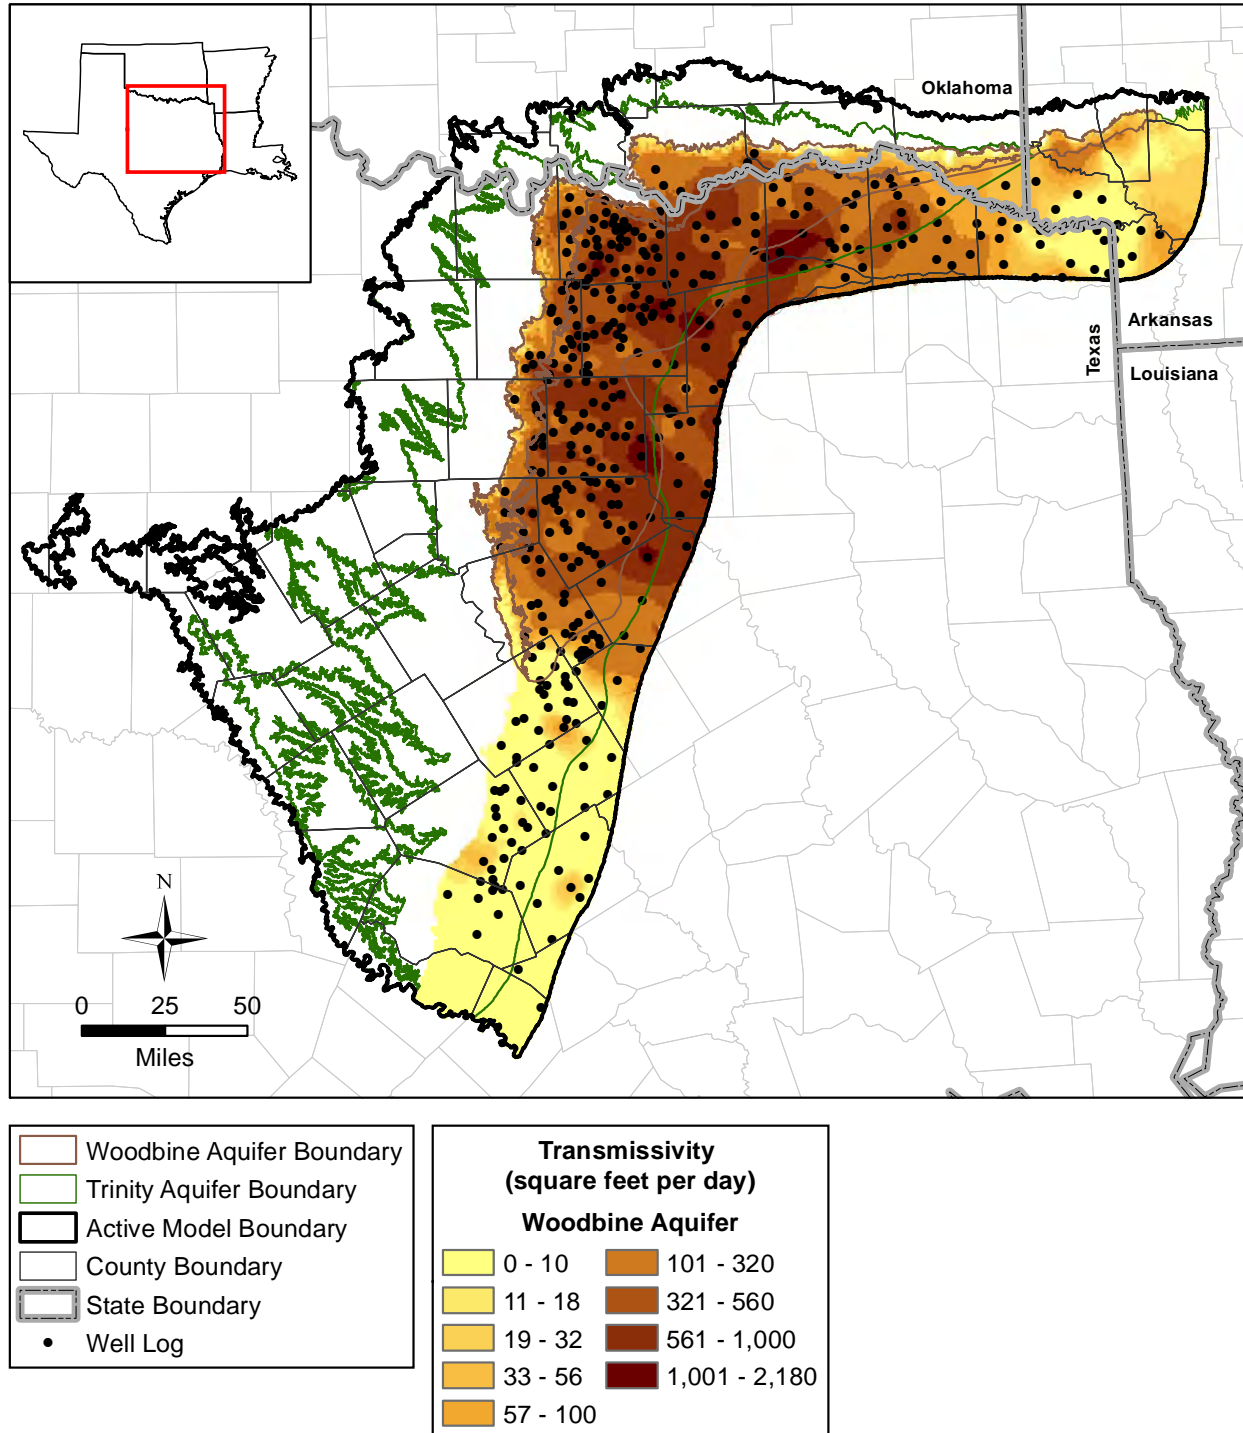 Oklahoma
Arkansas
Texas
Louisiana
N
0 25 50
Miles
Woodbine Aquifer Boundary
Trinity Aquifer Boundary
Active Model Boundary
County Boundary
State Boundary
Well Log
Transmissivity
(square feet per day)
Woodbine Aquifer
0 - 10
11 - 18
19 - 32
33 - 56
57 - 100
101 - 320
321 - 560
561 - 1,000
1,001 - 2,180